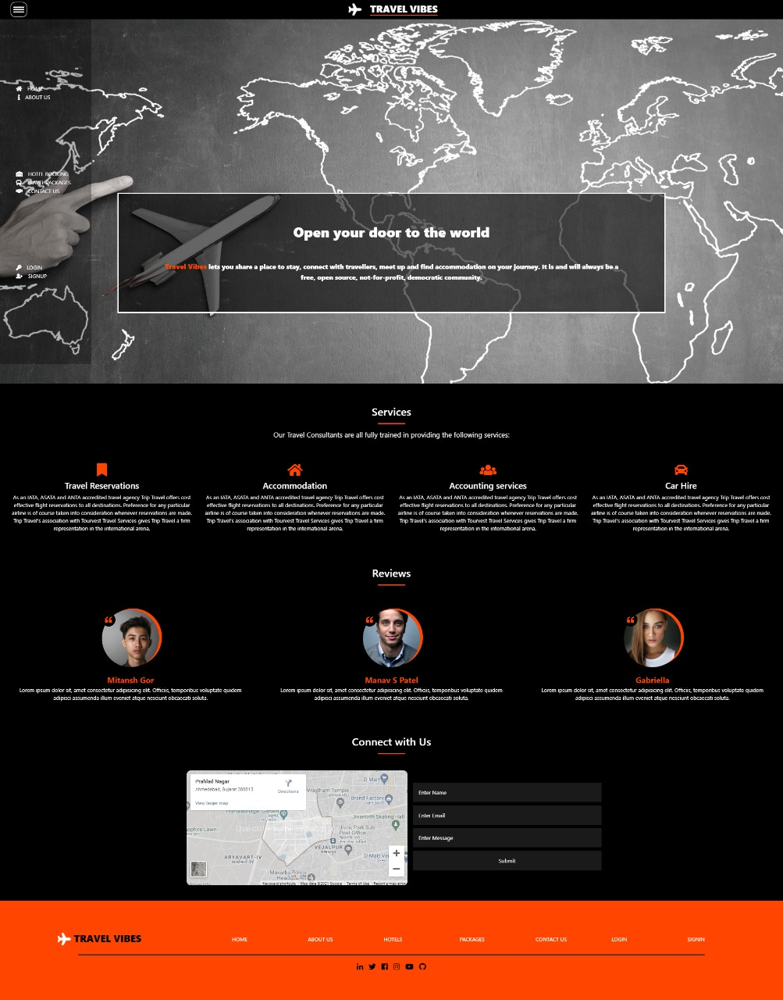 TRAVEL VIBES
HOME
ABOUT US
HOTEL BOOKING
TRAVEL PACKAGES
CONTACT US
LOGIN
SIGNUP
Open your door to the world
Travel Vibes lets you share a place to stay, connect with travellers, meet up and find accommodation on your journey. It is and will always be a
free, open source, not-for-profit, democratic community.
Services
Our Travel Consultants are all fully trained in providing the following services:
Travel Reservations
As an IATA, ASATA and ANTA accredited travel agency Trip Travel offers cost
effective flight reservations to all destinations. Preference for any particular
airline is of course taken into consideration whenever reservations are made.
Trip Travel's association with Tourvest Travel Services gives Trip Travel a firm
representation in the international arena.
Accommodation
As an IATA, ASATA and ANTA accredited travel agency Trip Travel offers cost
effective flight reservations to all destinations. Preference for any particular
airline is of course taken into consideration whenever reservations are made.
Trip Travel's association with Tourvest Travel Services gives Trip Travel a firm
representation in the international arena.
Accounting services
As an IATA, ASATA and ANTA accredited travel agency Trip Travel offers cost
effective flight reservations to all destinations. Preference for any particular
airline is of course taken into consideration whenever reservations are made.
Trip Travel's association with Tourvest Travel Services gives Trip Travel a firm
representation in the international arena.
Car Hire
As an IATA, ASATA and ANTA accredited travel agency Trip Travel offers cost
effective flight reservations to all destinations. Preference for any particular
airline is of course taken into consideration whenever reservations are made.
Trip Travel's association with Tourvest Travel Services gives Trip Travel a firm
representation in the international arena.
Reviews
Mitansh Gor
Lorem ipsum dolor sit, amet consectetur adipisicing elit. Officiis, temporibus voluptate quidem
adipisci assumenda illum eveniet atque nesciunt obcaecati soluta.
Manav S Patel
Lorem ipsum dolor sit, amet consectetur adipisicing elit. Officiis, temporibus voluptate quidem
adipisci assumenda illum eveniet atque nesciunt obcaecati soluta.
Gabriella
Lorem ipsum dolor sit, amet consectetur adipisicing elit. Officiis, temporibus voluptate quidem
adipisci assumenda illum eveniet atque nesciunt obcaecati soluta.
Connect with Us
Prahlad Nagar
Ahmedabad, Gujarat 380015
Directions
View larger map
D Mart
Vrajdham Temple
Brand Factory
Prahaladnagar Garden
Jivantirth Skating Hall
Jivraj Park Sub
Post Office
VEJALPUR
ARYAVART-IV
Makarba Police
Headquarter
D-Mart
Google
Keyboard shortcuts
Map data ©2021 Google
Terms of Use
Report a map error
Enter Name
Enter Email
Enter Message
Submit
TRAVEL VIBES
HOME
ABOUT US
HOTELS
PACKAGES
CONTACT US
LOGIN
SIGNIN